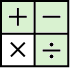 + −
× ÷